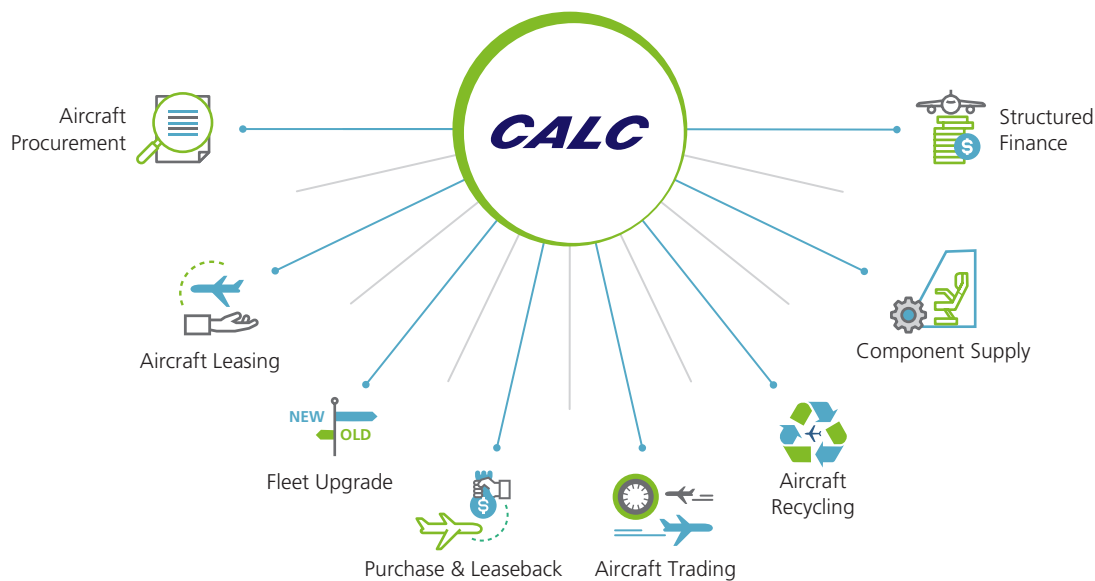 CALC
Aircraft
Procurement
Structured
Finance
$
Aircraft Leasing
Component Supply
NEW
OLD
Fleet Upgrade
Aircraft
Recycling
$
Purchase & Leaseback
Aircraft Trading